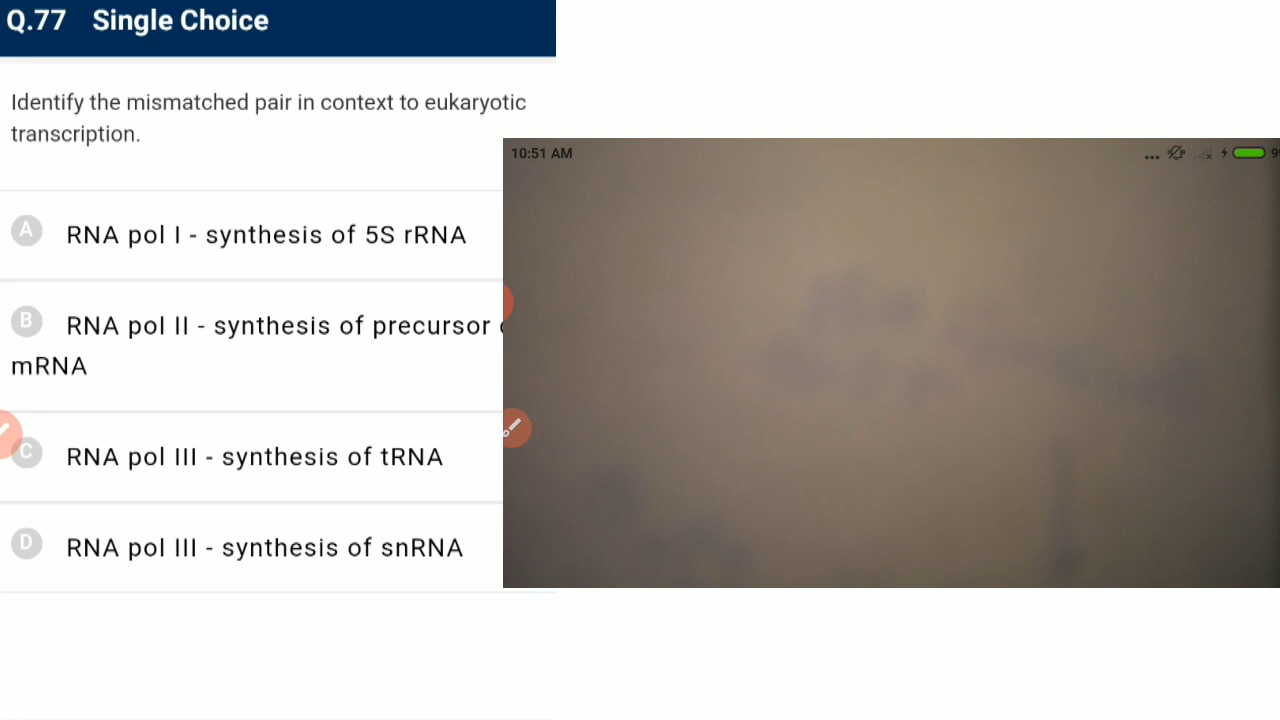 Q.77 Single Choice
Identify the mismatched pair in context to eukaryotic
transcription.
10:51 AM
A RNA pol I - synthesis of 5S rRNA
B RNA pol II - synthesis of precursor
mRNA
C RNA pol III - synthesis of tRNA
D RNA pol III - synthesis of snRNA